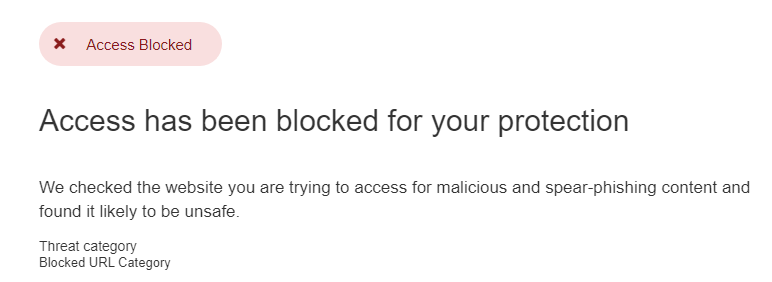 Access Blocked
Access has been blocked for your protection
We checked the website you are trying to access for malicious and spear-phishing content and
found it likely to be unsafe.
Threat category
Blocked URL Category